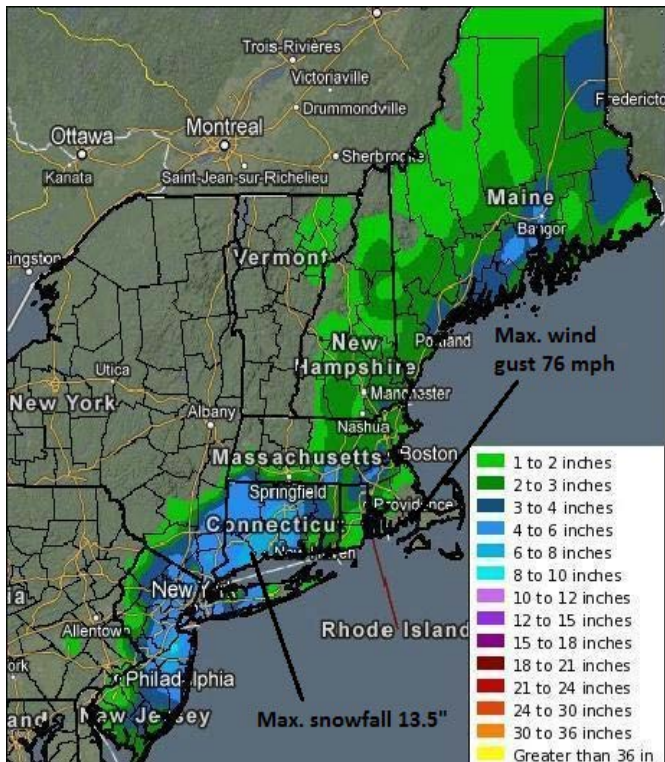 Trois-Rivières
Victoriaville
Drummondville
Fredericton
Ottawa
Montreal
Kanata
Sherbrooke
Saint-Jean-sur-Richelieu
Maine
Bangor
Vermont
Portland
Max. wind
gust 76 mph
New
Hampshire
Utica
New York
Manchester
Albany
Nashua
Massachusetts
Boston
Springfield
Providence
Connecticu
New Haven
New York
Allentown
Rhode Island
Philadelphia
New Jersey
Max. snowfall 13.5"
1 to 2 inches
2 to 3 inches
3 to 4 inches
4 to 6 inches
6 to 8 inches
8 to 10 inches
10 to 12 inches
12 to 15 inches
15 to 18 inches
18 to 21 inches
21 to 24 inches
24 to 30 inches
30 to 36 inches
Greater than 36 in